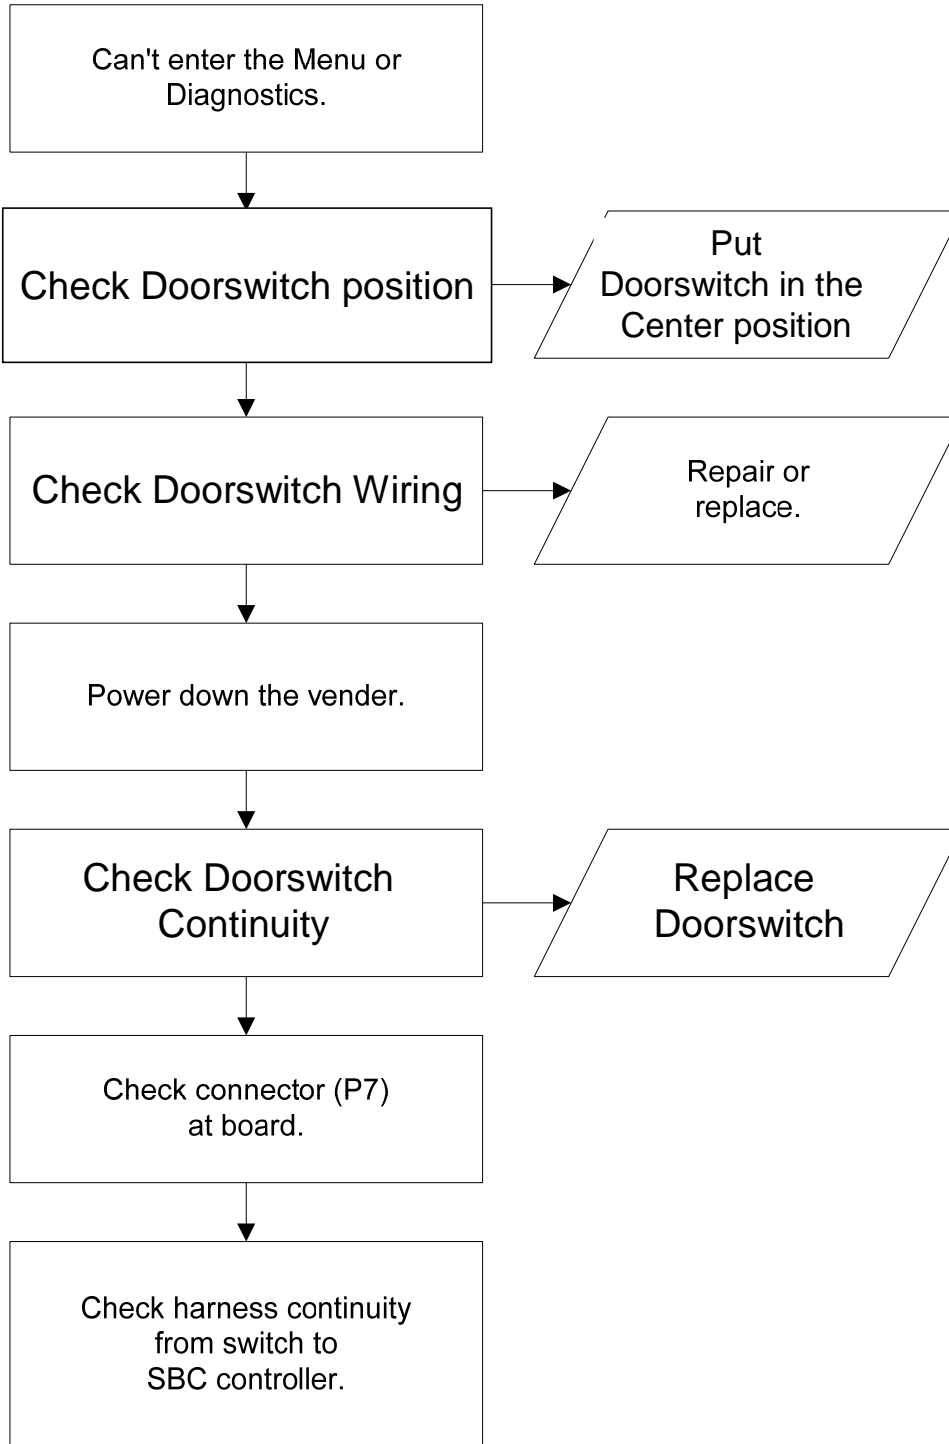 Can't enter the Menu or
Diagnostics.
Check Doorswitch position
Put
Doorswitch in the
Center position
Check Doorswitch Wiring
Repair or
replace.
Power down the vender.
Check Doorswitch
Continuity
Replace
Doorswitch
Check connector (P7)
at board.
Check harness continuity
from switch to
SBC controller.